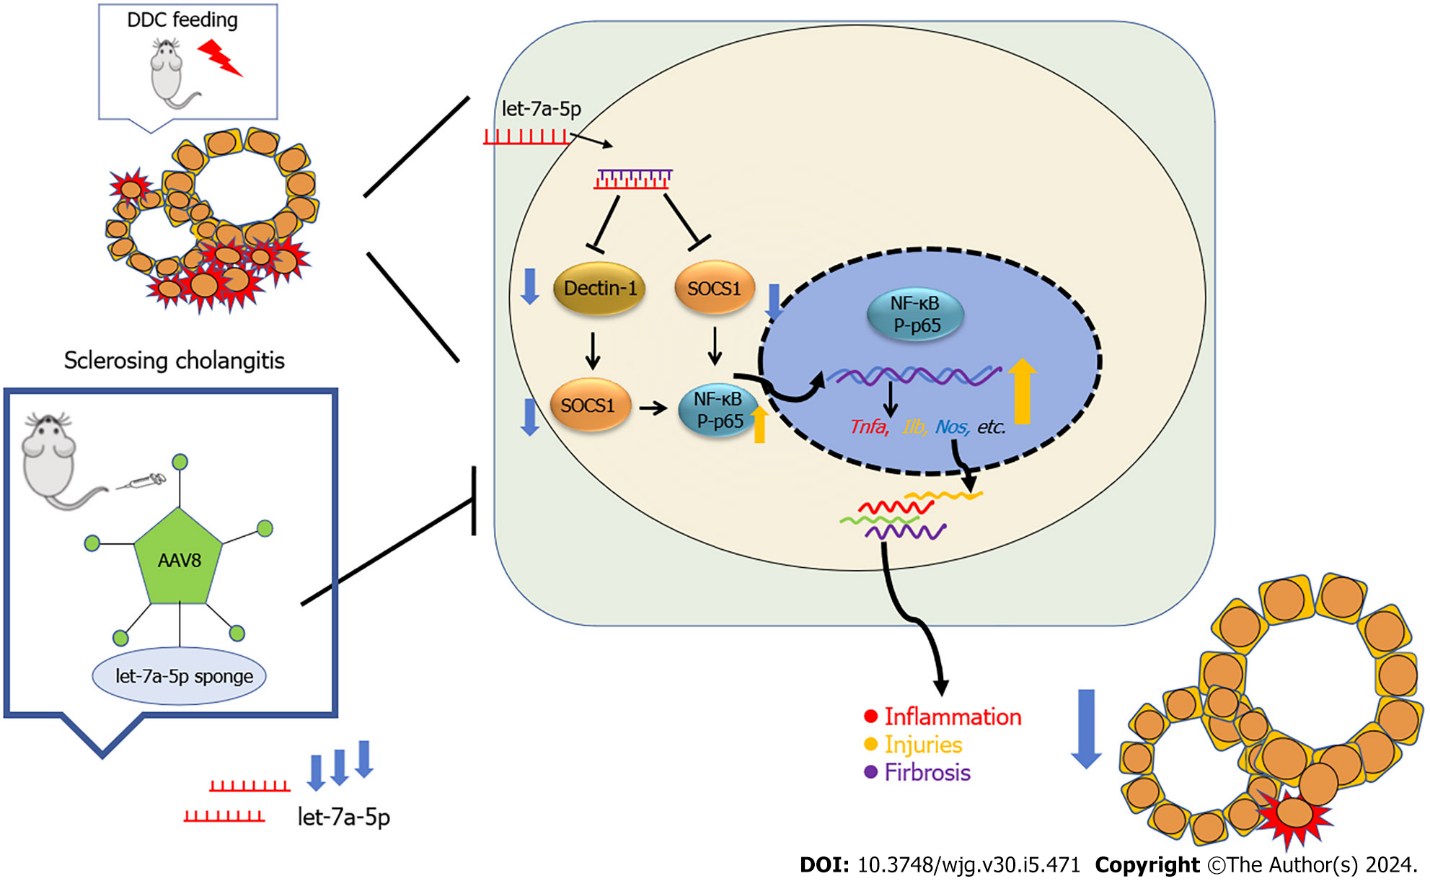 DDC feeding
Sclerosing cholangitis
AAV8
let-7a-5p sponge
let-7a-5p
let-7a-5p
Dectin-1
SOCS1
SOCS1
NF-κB
P-p65
NF-κB
P-p65
Tnfa, Ilb, Nos, etc.
Inflammation
Injuries
Firbrosis
DOI: 10.3748/wjg.v30.i5.471 Copyright ©The Author(s) 2024.